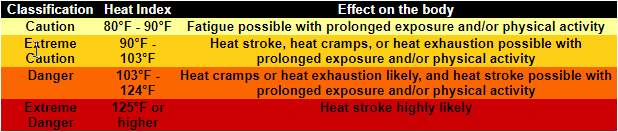 Classification Heat Index Effect on the body
Caution 80°F - 90°F Fatigue possible with prolonged exposure and/or physical activity
Extreme 90°F - Heat stroke, heat cramps, or heat exhaustion possible with
Caution 103°F prolonged exposure and/or physical activity
Danger 103°F - Heat cramps or heat exhaustion likely, and heat stroke possible with
124°F prolonged exposure and/or physical activity
Extreme 125°F or Heat stroke highly likely
Danger higher